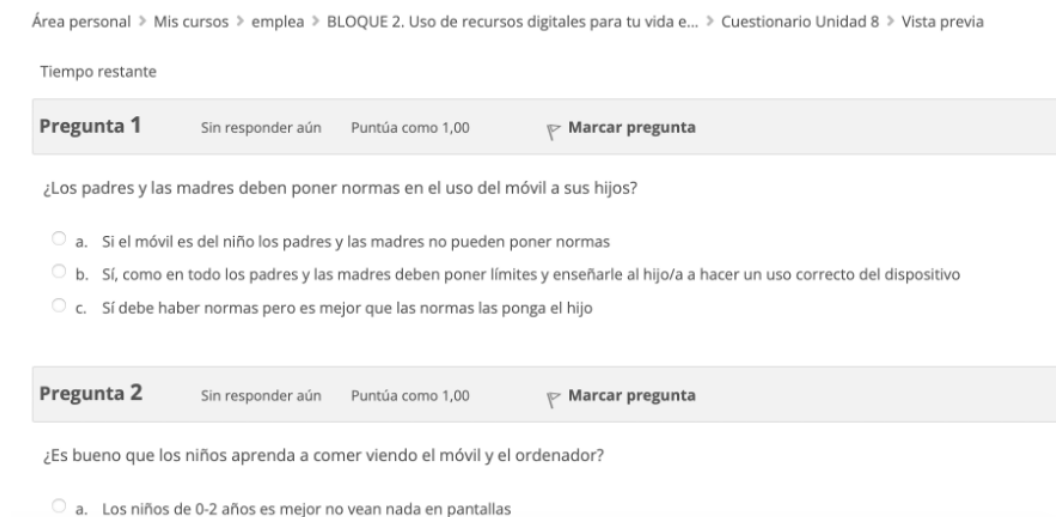 Área personal > Mis cursos > emplea > BLOQUE 2. Uso de recursos digitales para tu vida e... > Cuestionario Unidad 8 > Vista previa
Tiempo restante
Pregunta 1 Sin responder aún Puntúa como 1,00 Marcar pregunta
¿Los padres y las madres deben poner normas en el uso del móvil a sus hijos?
a. Si el móvil es del niño los padres y las madres no pueden poner normas
b. Sí, como en todo los padres y las madres deben poner límites y enseñarle al hijo/a a hacer un uso correcto del dispositivo
c. Sí debe haber normas pero es mejor que las normas las ponga el hijo
Pregunta 2 Sin responder aún Puntúa como 1,00 Marcar pregunta
¿Es bueno que los niños aprenda a comer viendo el móvil y el ordenador?
a. Los niños de 0-2 años es mejor no vean nada en pantallas